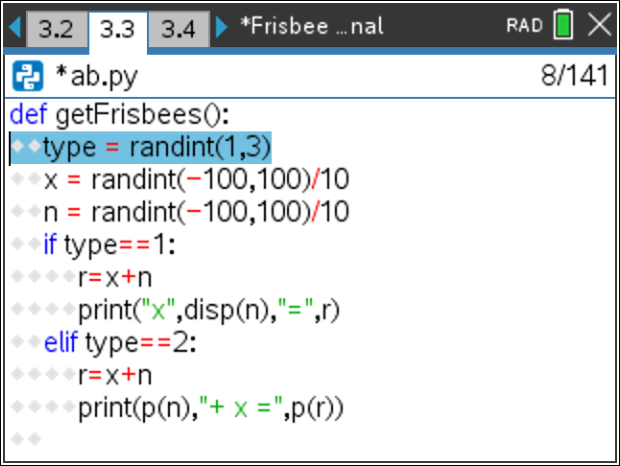 3.2 3.3 3.4 *Frisbee ...nal RAD
*ab.py 8/141
def getFrisbees():
◆◆type = randint(1,3)
◆◆x = randint(−100,100)/10
◆◆n = randint(−100,100)/10
◆◆if type==1:
◆◆◆◆r=x+n
◆◆◆◆print("x",disp(n),"=",r)
◆◆elif type==2:
◆◆◆◆r=x+n
◆◆◆◆print(p(n),"+ x =",p(r))
◆◆